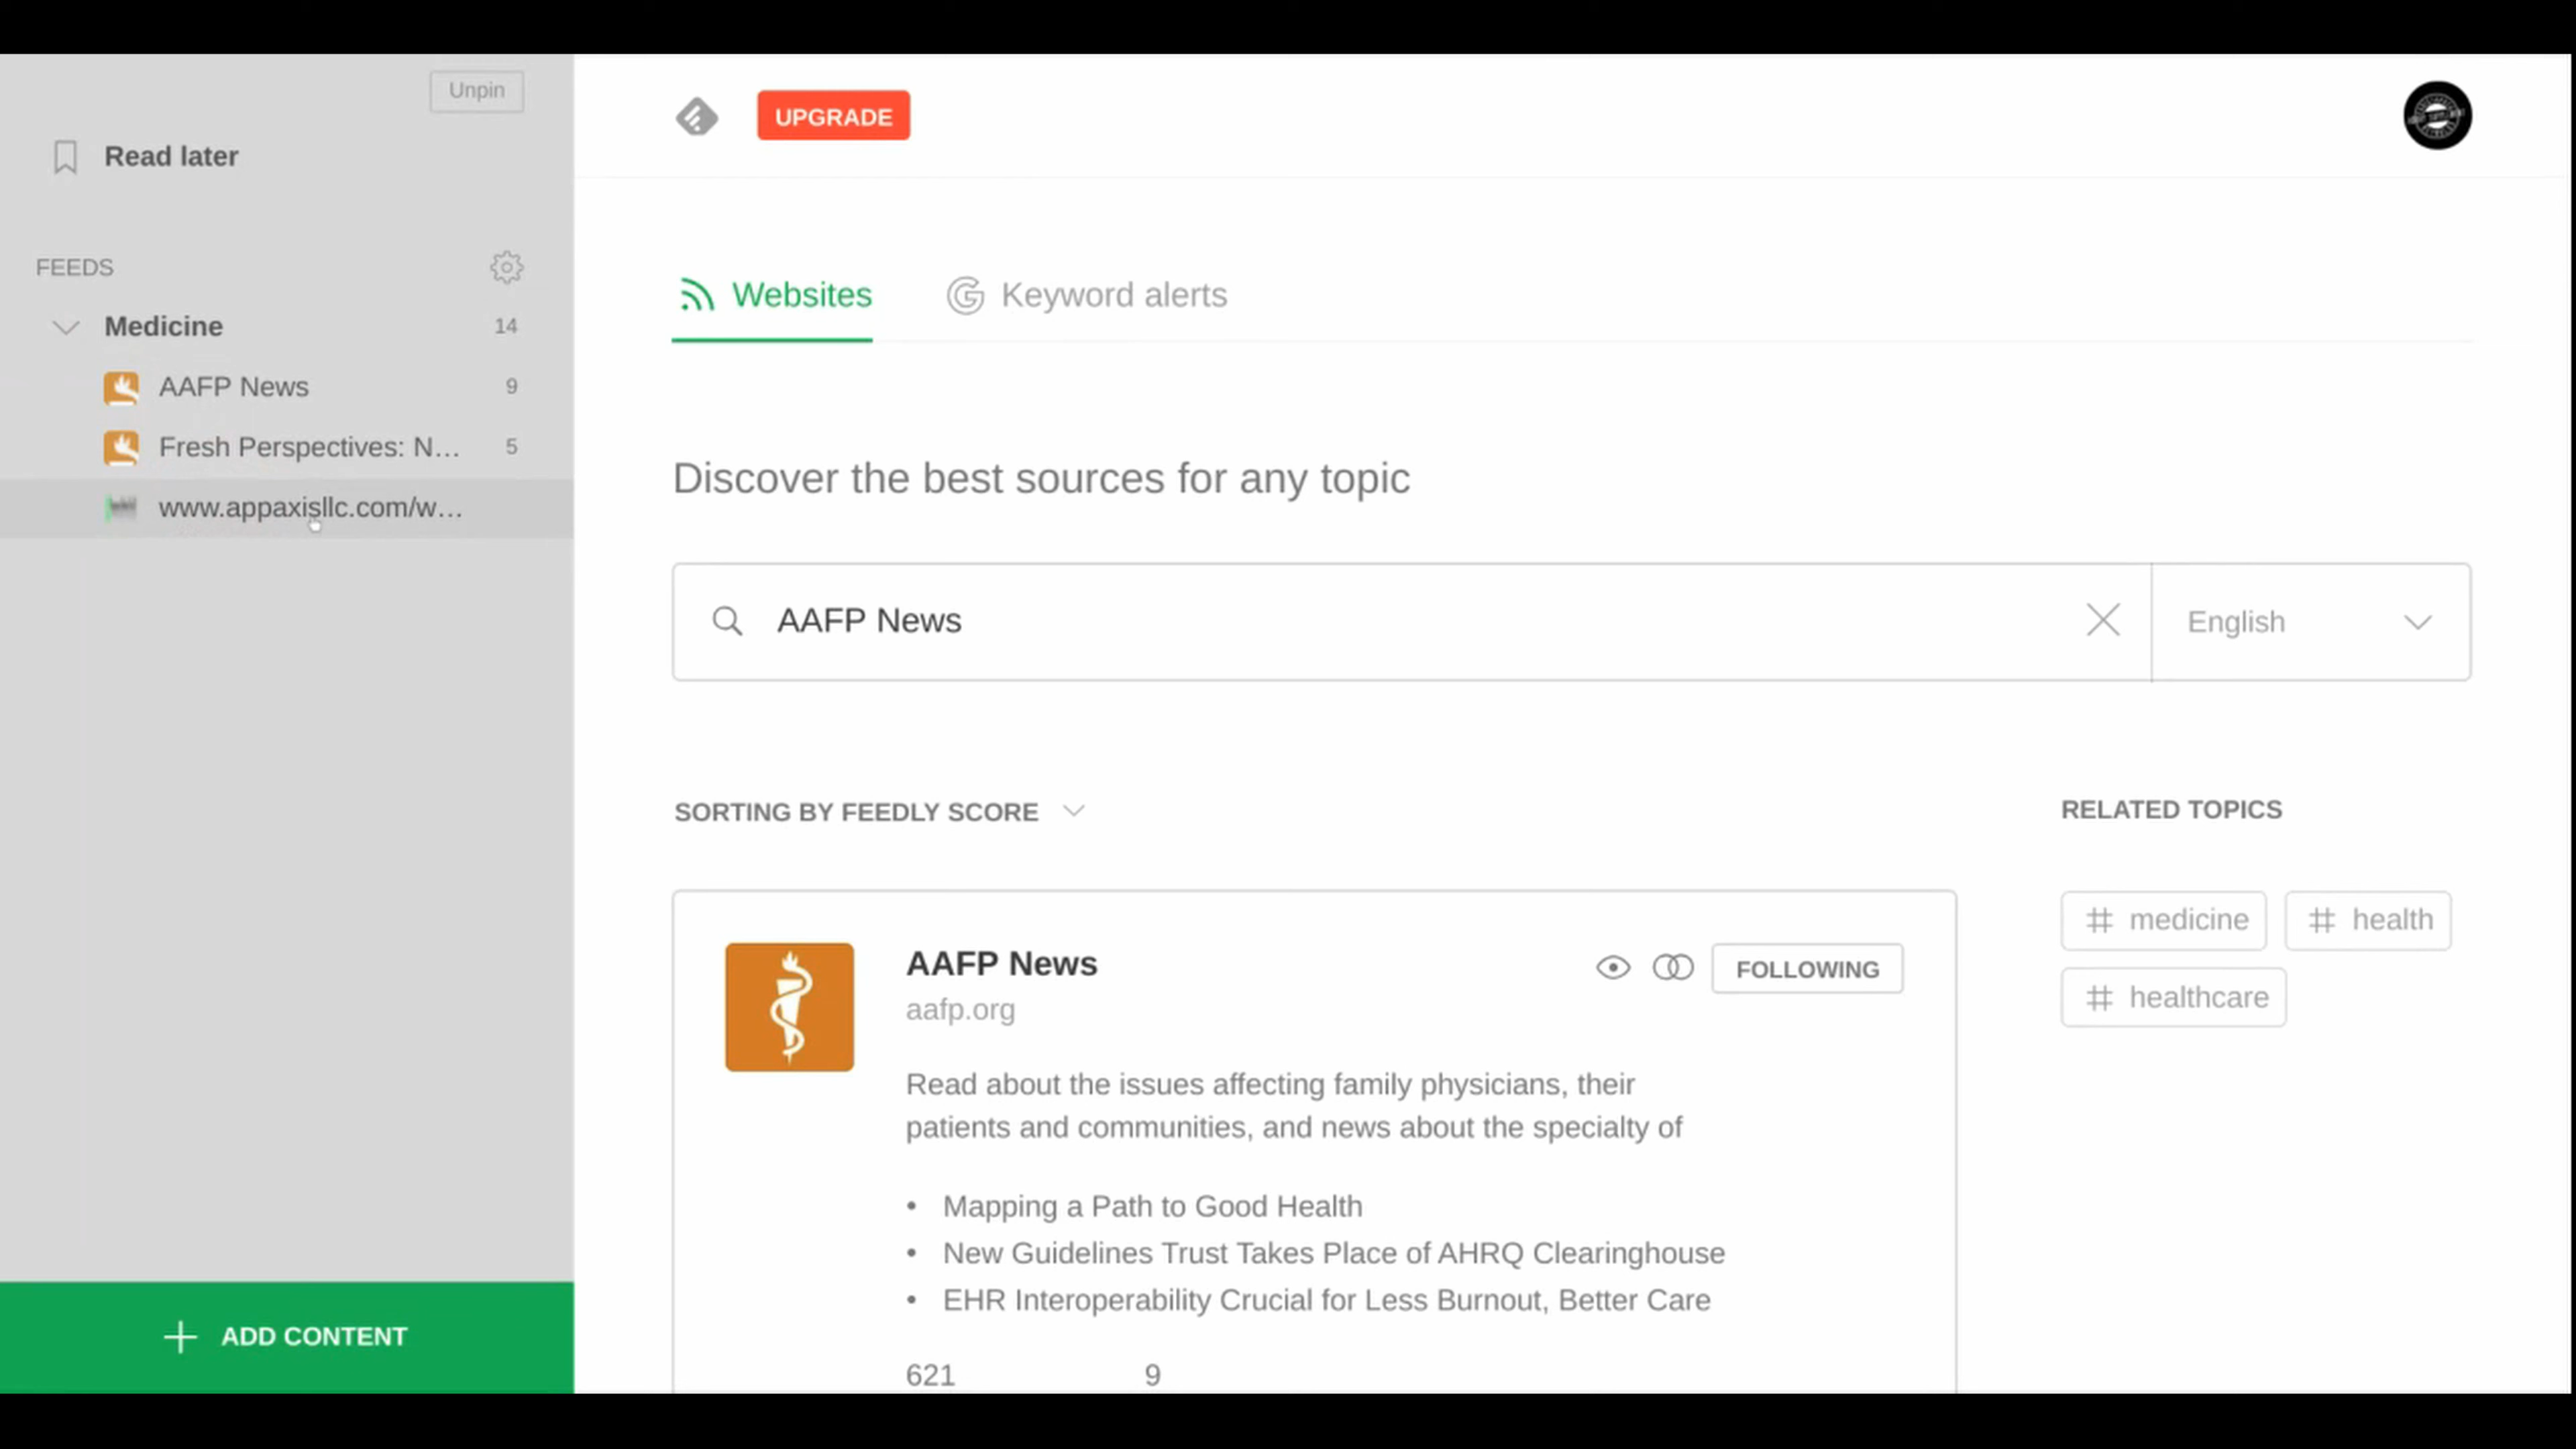 Unpin
Read later
FEEDS
Medicine 14
AAFP News 9
Fresh Perspectives: N... 5
www.appaxisllc.com/w...
ADD CONTENT
UPGRADE
Websites
Keyword alerts
Discover the best sources for any topic
AAFP News
English
SORTING BY FEEDLY SCORE
AAFP News
FOLLOWING
aafp.org
Read about the issues affecting family physicians, their
patients and communities, and news about the specialty of
• Mapping a Path to Good Health
• New Guidelines Trust Takes Place of AHRQ Clearinghouse
• EHR Interoperability Crucial for Less Burnout, Better Care
621 9
RELATED TOPICS
# medicine
# health
# healthcare